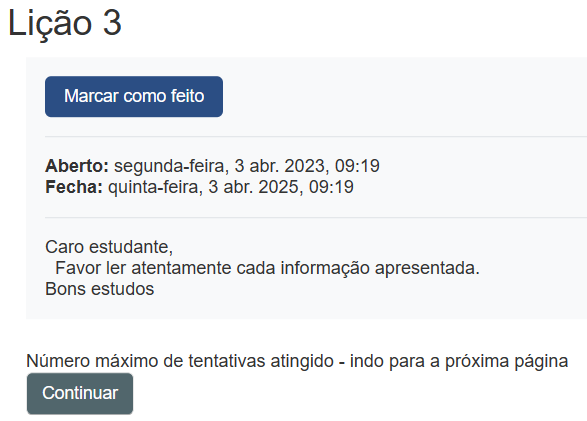 Lição 3
Marcar como feito
Aberto: segunda-feira, 3 abr. 2023, 09:19
Fecha: quinta-feira, 3 abr. 2025, 09:19
Caro estudante,
Favor ler atentamente cada informação apresentada.
Bons estudos
Número máximo de tentativas atingido - indo para a próxima página
Continuar